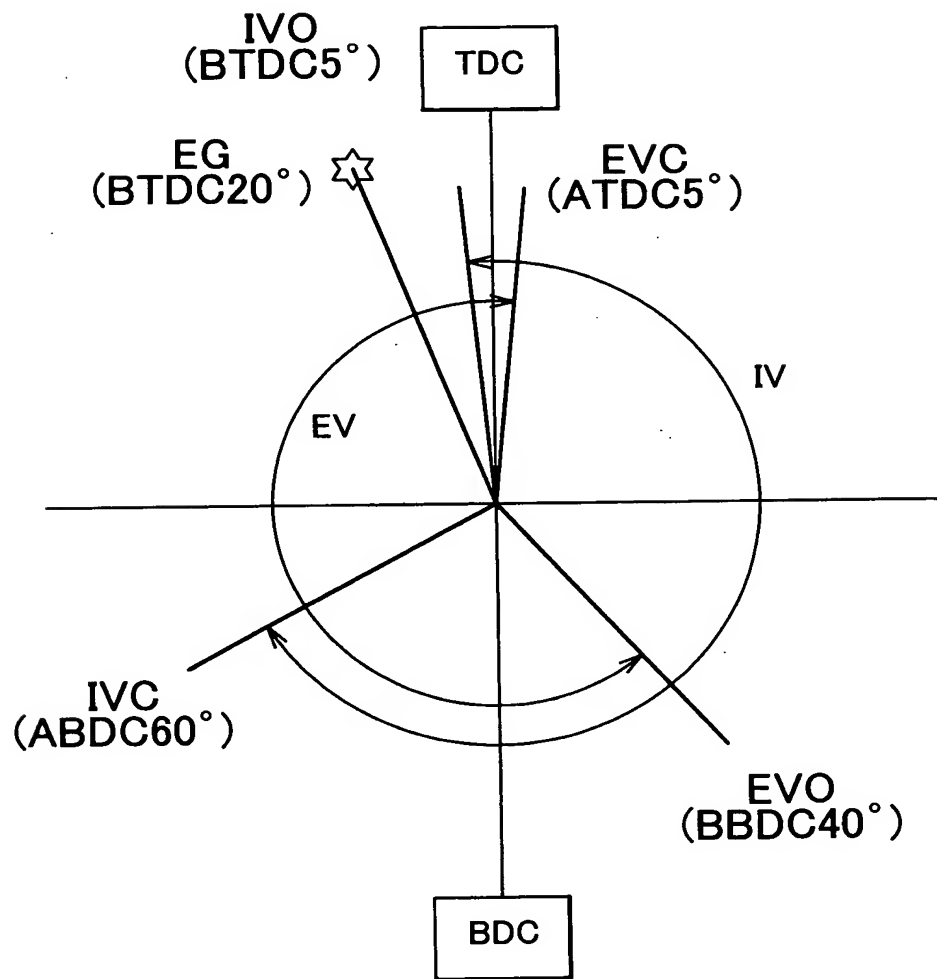 IVO
(BTDC5°)
TDC
EG
(BTDC20°)
EVC
(ATDC5°)
IV
EV
IVC
(ABDC60°)
EVO
(BBDC40°)
BDC